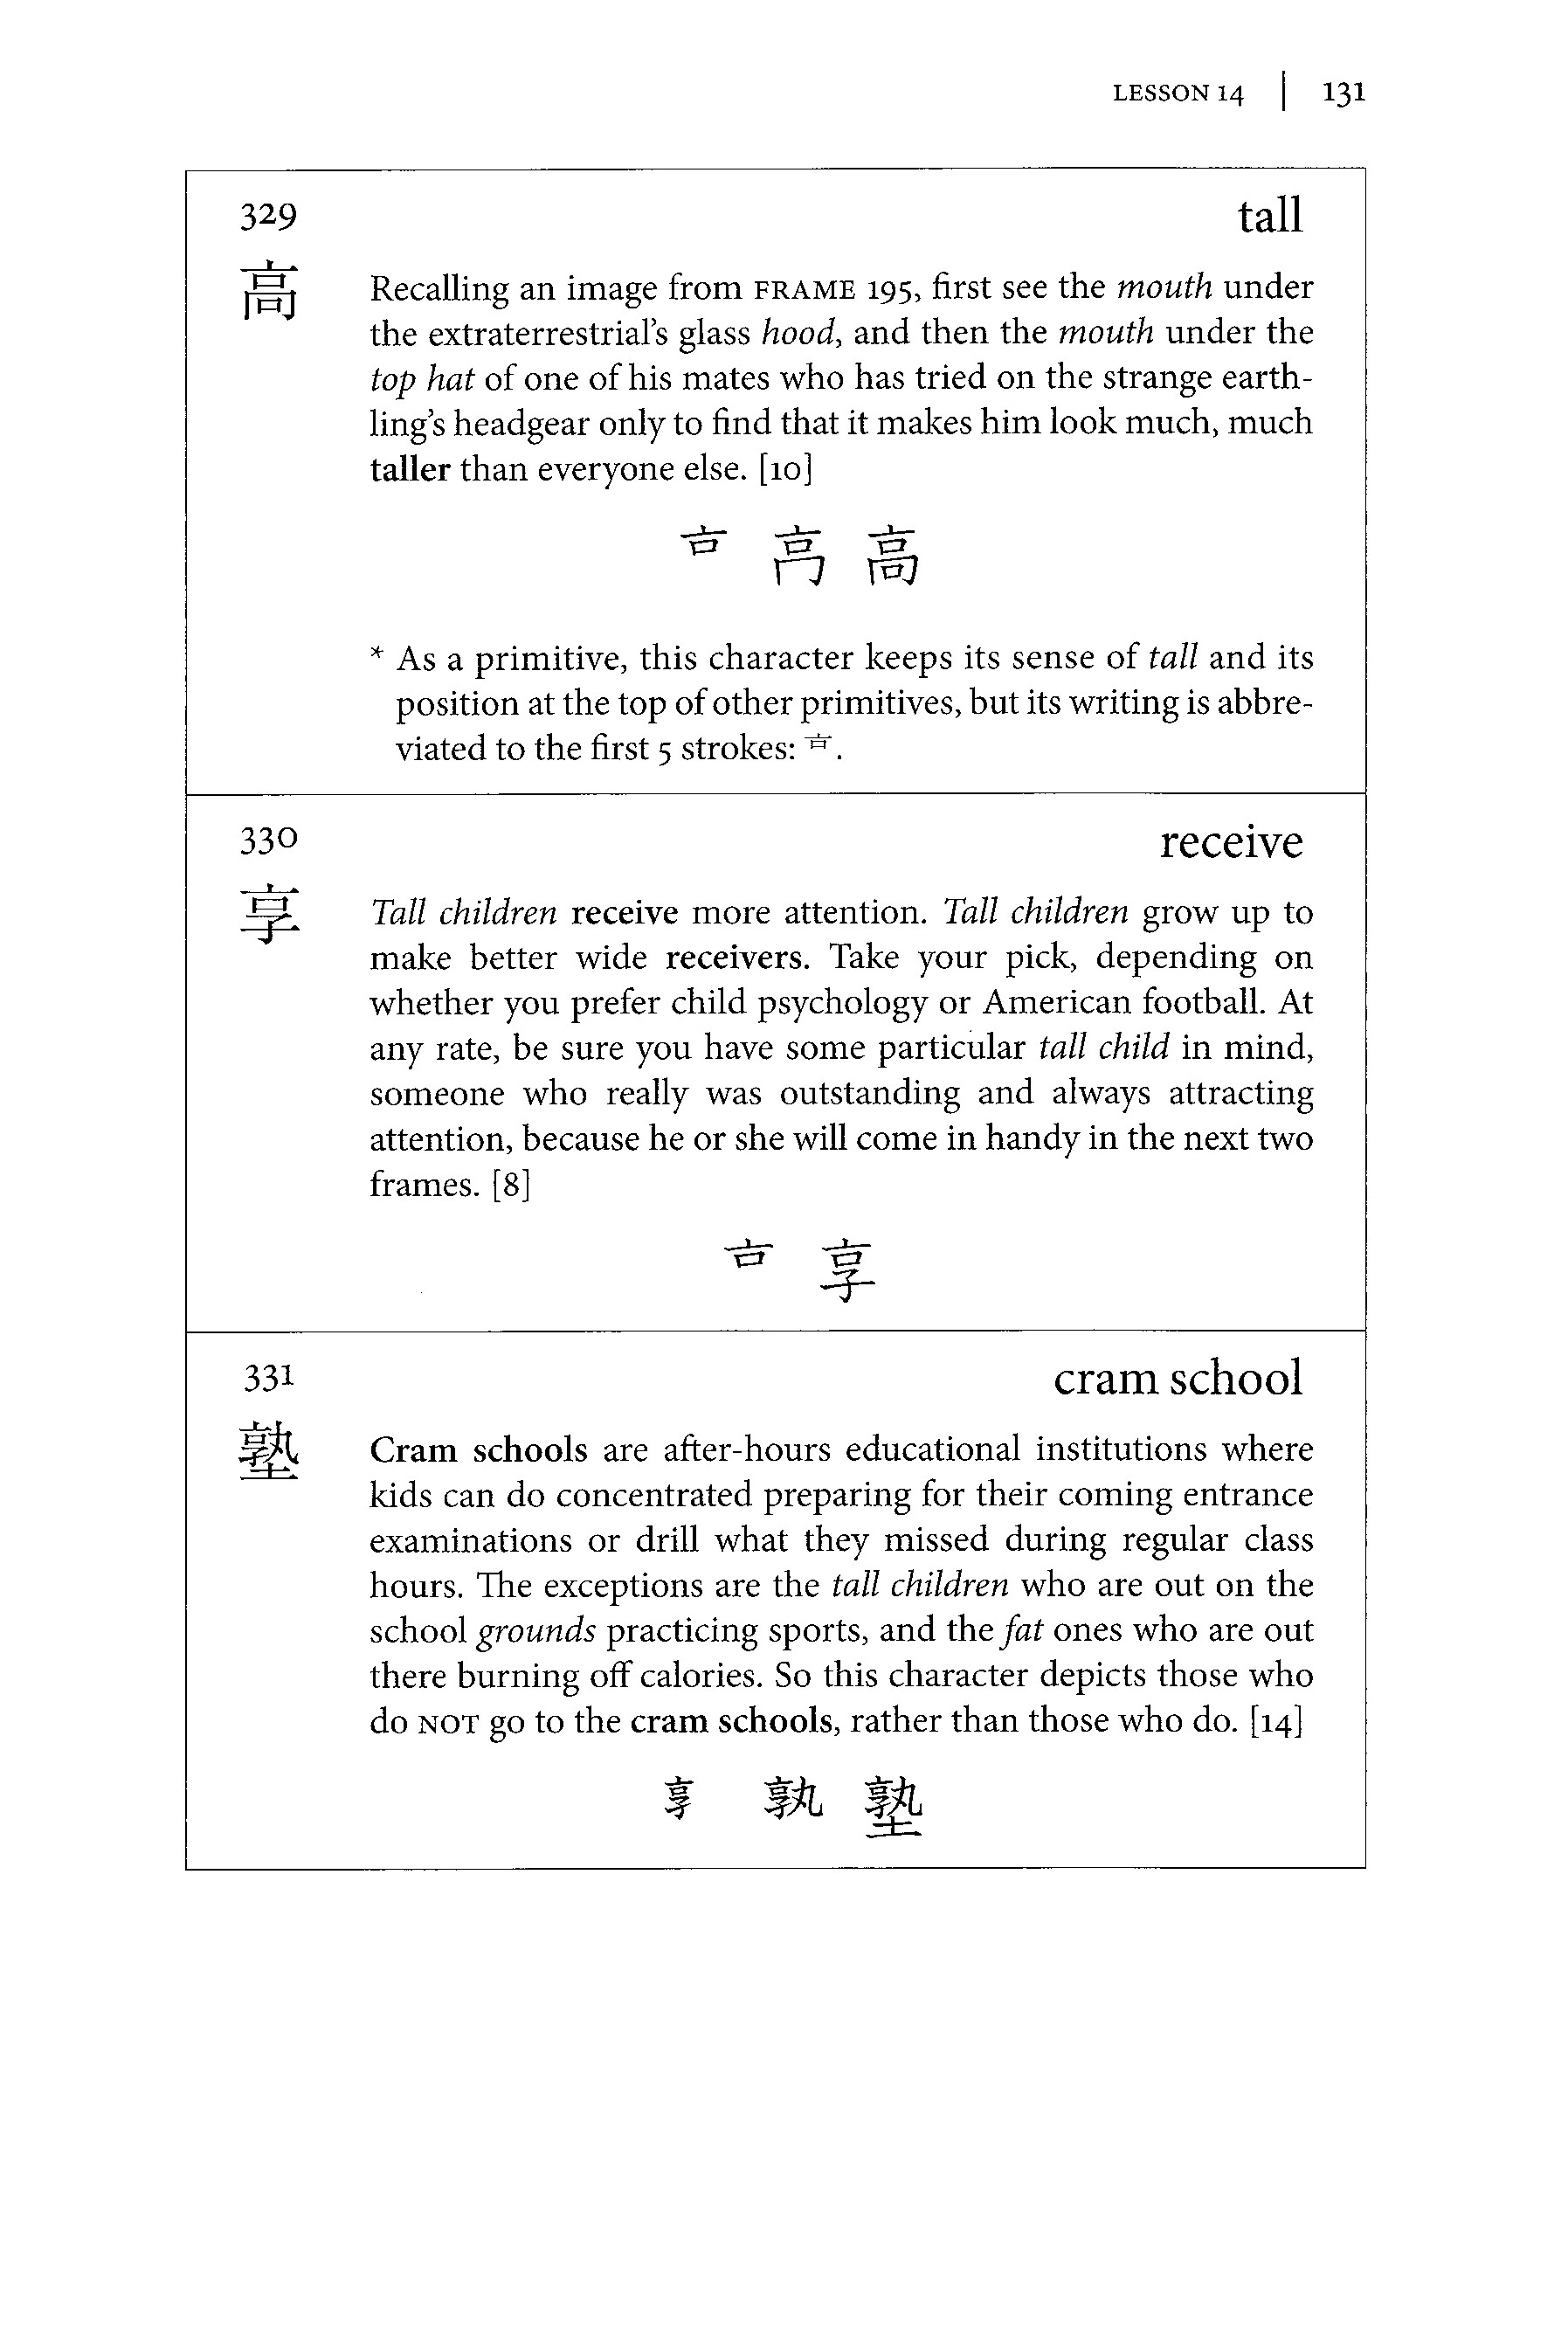 LESSON 14 | 131
329 tall
高
Recalling an image from FRAME 195, first see the mouth under
the extraterrestrial's glass hood, and then the mouth under the
top hat of one of his mates who has tried on the strange earth-
ling's headgear only to find that it makes him look much, much
taller than everyone else. [10]
𠮷 高
* As a primitive, this character keeps its sense of tall and its
position at the top of other primitives, but its writing is abbre-
viated to the first 5 strokes:
330 receive
享
Tall children receive more attention. Tall children grow up to
make better wide receivers. Take your pick, depending on
whether you prefer child psychology or American football. At
any rate, be sure you have some particular tall child in mind,
someone who really was outstanding and always attracting
attention, because he or she will come in handy in the next two
frames. [8]
享
331 cram school
塾
Cram schools are after-hours educational institutions where
kids can do concentrated preparing for their coming entrance
examinations or drill what they missed during regular class
hours. The exceptions are the tall children who are out on the
school grounds practicing sports, and the fat ones who are out
there burning off calories. So this character depicts those who
do NOT go to the cram schools, rather than those who do. [14]
享 孰 塾